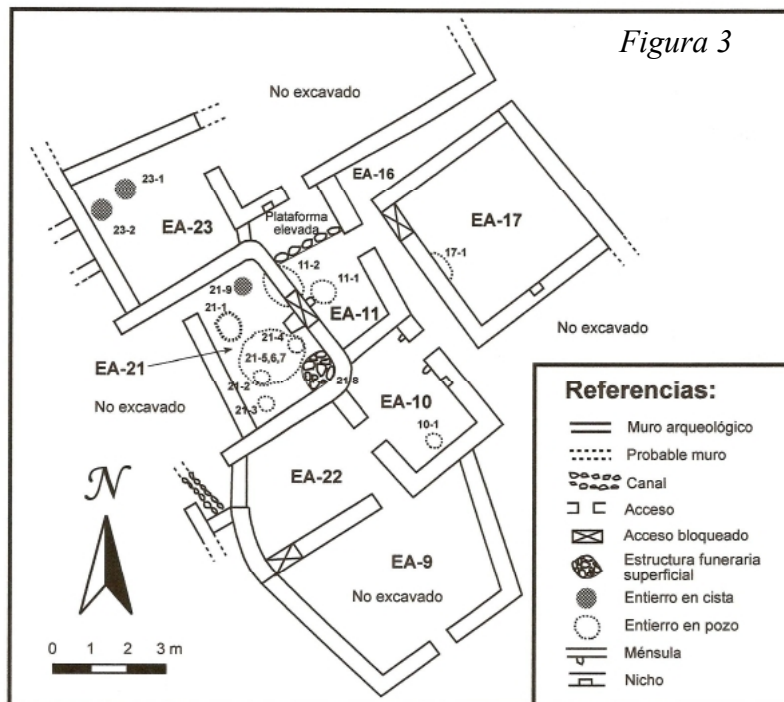 Figura 3
No excavado
EA-16
23-1
23-2
EA-23
Plataforma
elevada
EA-17
17-1
11-2
11-1
EA-11
21-9
21-1
21-4
21-5,6,7
21-8
21-2
21-3
EA-21
No excavado
No excavado
EA-10
10-1
EA-22
EA-9
No excavado
N
0 1 2 3 m
Referencias:
Muro arqueológico
Probable muro
Canal
Acceso
Acceso bloqueado
Estructura funeraria
superficial
Entierro en cista
Entierro en pozo
Ménsula
Nicho